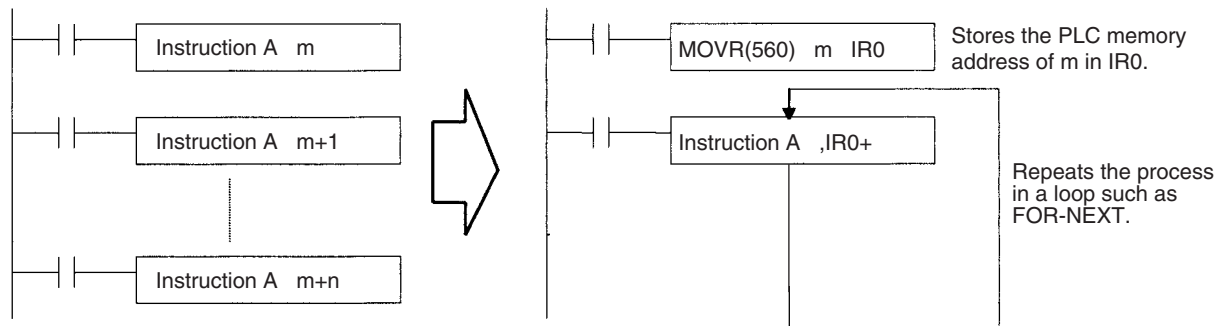 Instruction A m
Instruction A m+1
Instruction A m+n
MOVR(560) m IR0
Stores the PLC memory
address of m in IR0.
Instruction A ,IR0+
Repeats the process
in a loop such as
FOR-NEXT.